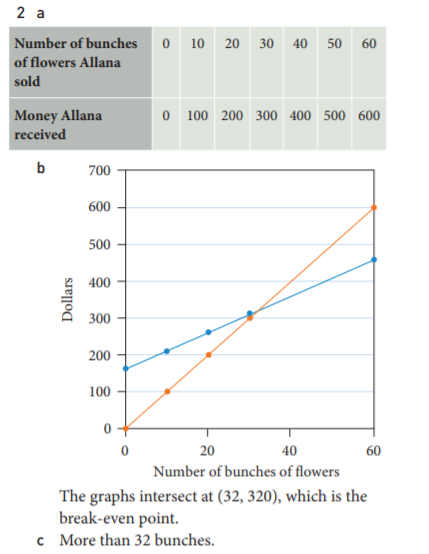 2 a
Number of bunches of flowers Allana sold 0 10 20 30 40 50 60
Money Allana received 0 100 200 300 400 500 600
b
700
600
500
400
300
200
100
0
Dollars
0 20 40 60
Number of bunches of flowers
The graphs intersect at (32, 320), which is the
break-even point.
c More than 32 bunches.